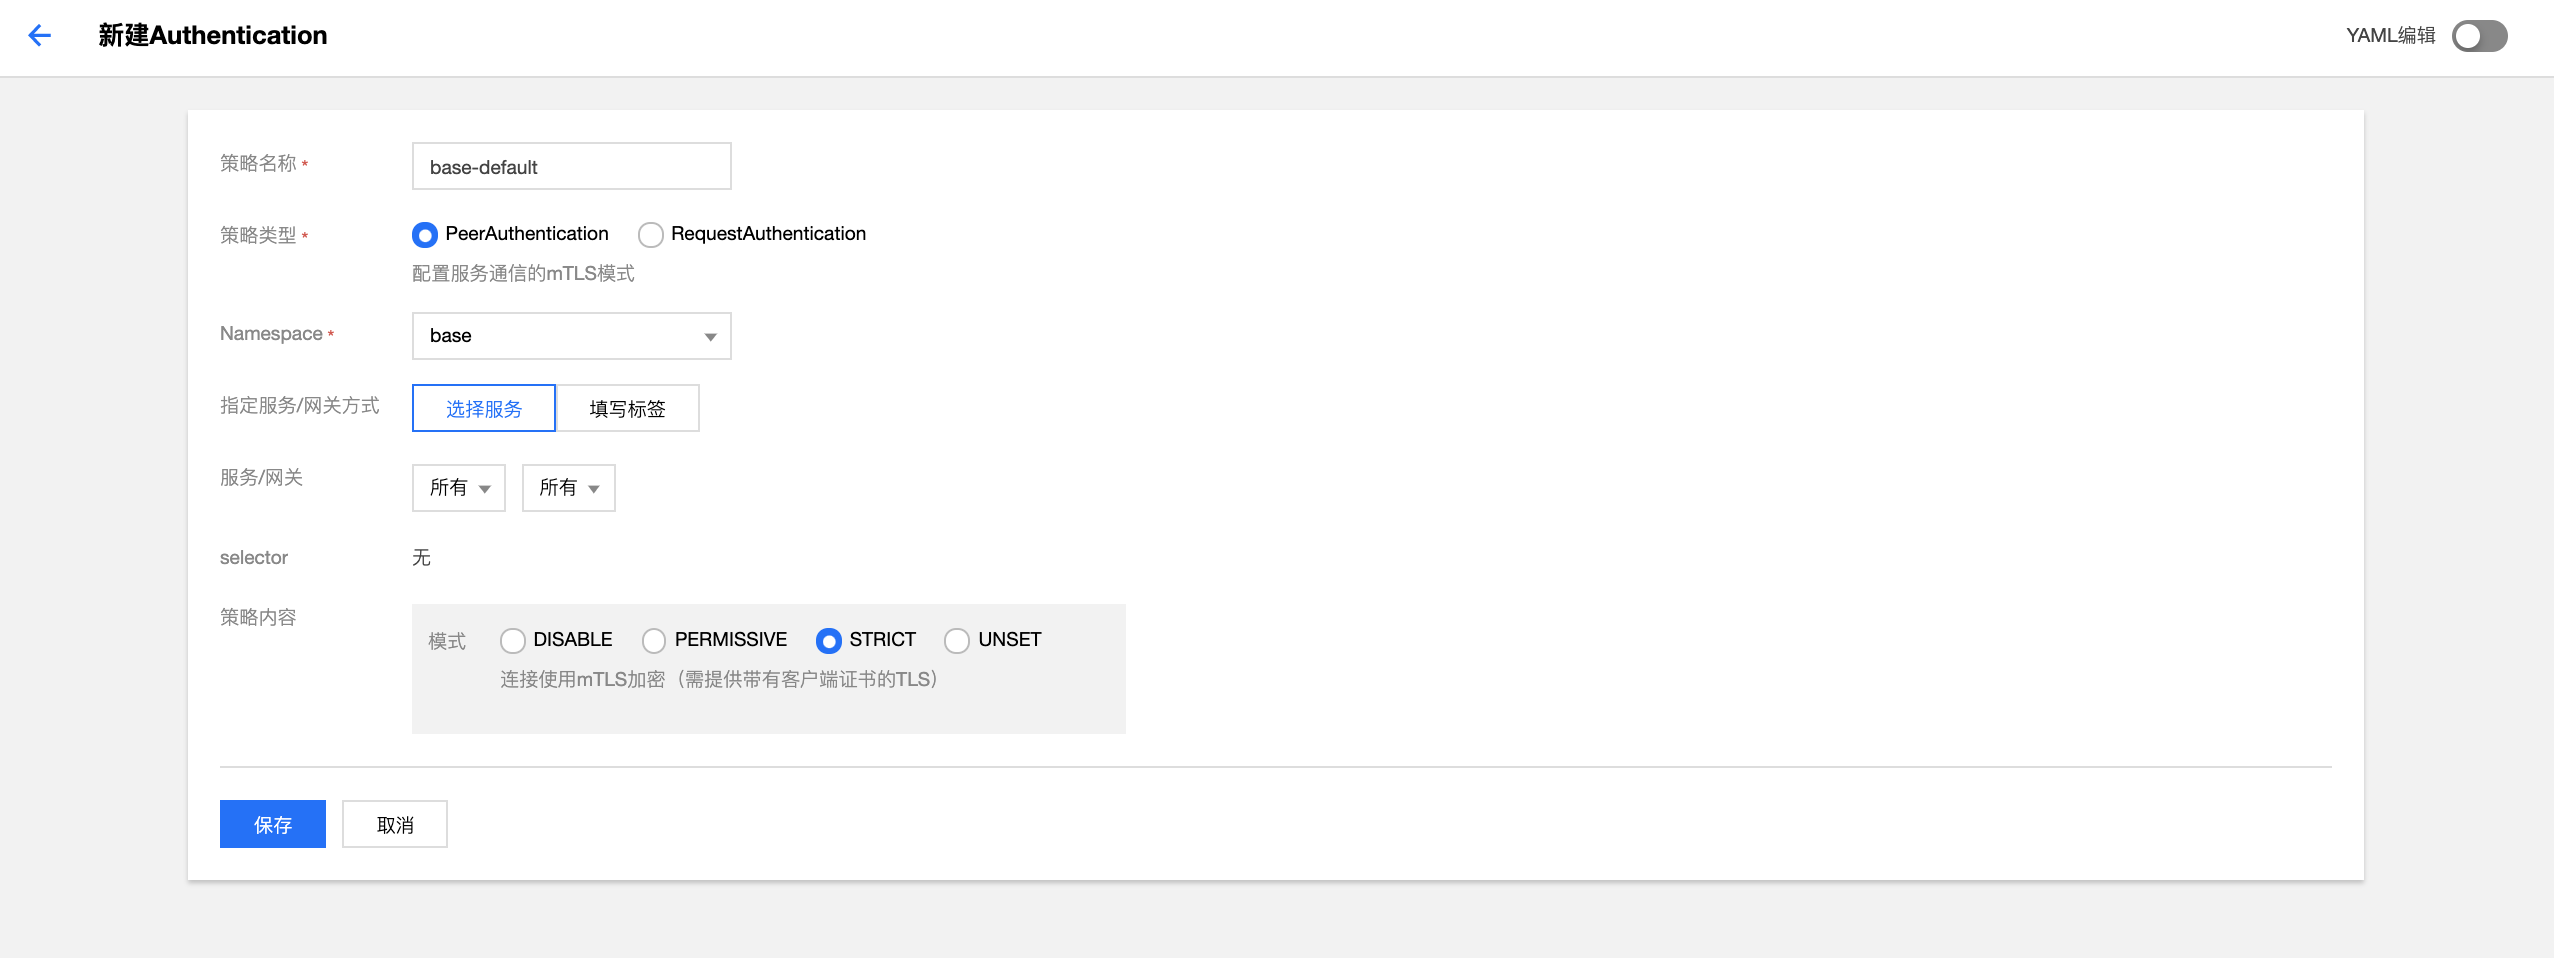 新建Authentication
YAML编辑
策略名称 *
base-default
策略类型 *
PeerAuthentication RequestAuthentication
配置服务通信的mTLS模式
Namespace *
base
指定服务/网关方式
选择服务 填写标签
服务/网关
所有 所有
selector
无
策略内容
模式 DISABLE PERMISSIVE STRICT UNSET
连接使用mTLS加密（需提供带有客户端证书的TLS）
保存 取消